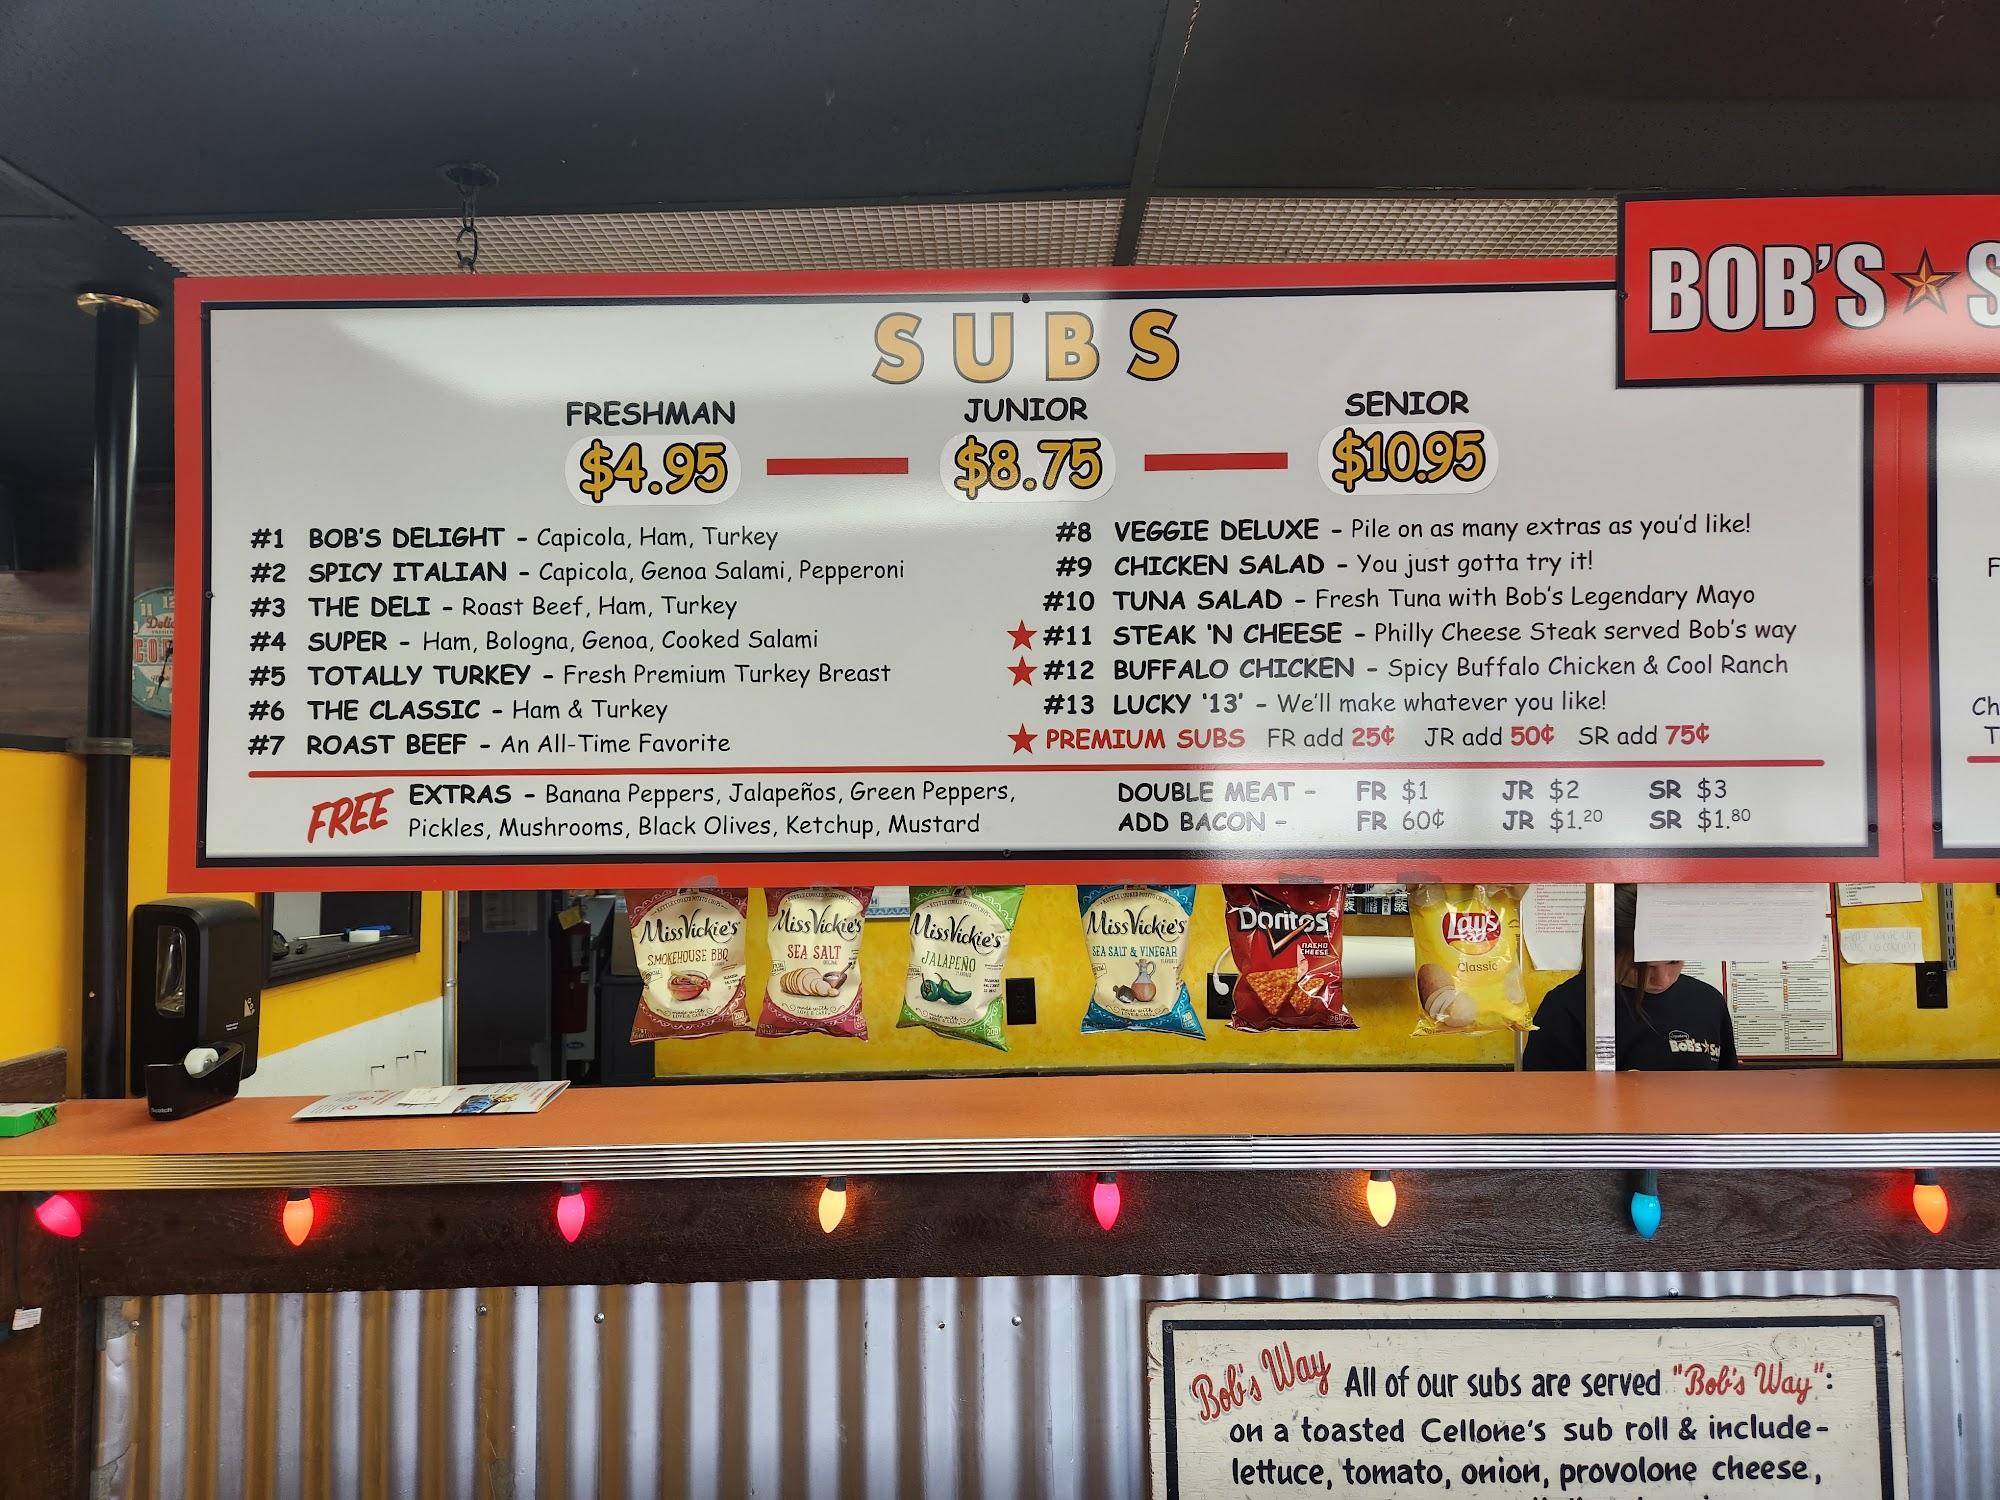 BOB'S
SUBS
FRESHMAN JUNIOR SENIOR
$4.95 $8.75 $10.95
#1 BOB'S DELIGHT - Capicola, Ham, Turkey
#2 SPICY ITALIAN - Capicola, Genoa Salami, Pepperoni
#3 THE DELI - Roast Beef, Ham, Turkey
#4 SUPER - Ham, Bologna, Genoa, Cooked Salami
#5 TOTALLY TURKEY - Fresh Premium Turkey Breast
#6 THE CLASSIC - Ham & Turkey
#7 ROAST BEEF - An All-Time Favorite
#8 VEGGIE DELUXE - Pile on as many extras as you'd like!
#9 CHICKEN SALAD - You just gotta try it!
#10 TUNA SALAD - Fresh Tuna with Bob's Legendary Mayo
★ #11 STEAK 'N CHEESE - Philly Cheese Steak served Bob's way
★ #12 BUFFALO CHICKEN - Spicy Buffalo Chicken & Cool Ranch
#13 LUCKY '13' - We'll make whatever you like!
★ PREMIUM SUBS FR add 25¢ JR add 50¢ SR add 75¢
FREE EXTRAS - Banana Peppers, Jalapeños, Green Peppers,
Pickles, Mushrooms, Black Olives, Ketchup, Mustard
DOUBLE MEAT - FR $1 JR $2 SR $3
ADD BACON - FR 60¢ JR $1.20 SR $1.80
Miss Vickie's
SMOKEHOUSE BBQ
Miss Vickie's
SEA SALT
Miss Vickie's
JALAPEÑO
Miss Vickie's
SEA SALT & VINEGAR
Doritos
NACHO
CHEESE
Lay's
Classic
BOB'S
Scotch
Bob's Way All of our subs are served "Bob's Way":
on a toasted Cellone's sub roll & include-
lettuce, tomato, onion, provolone cheese,